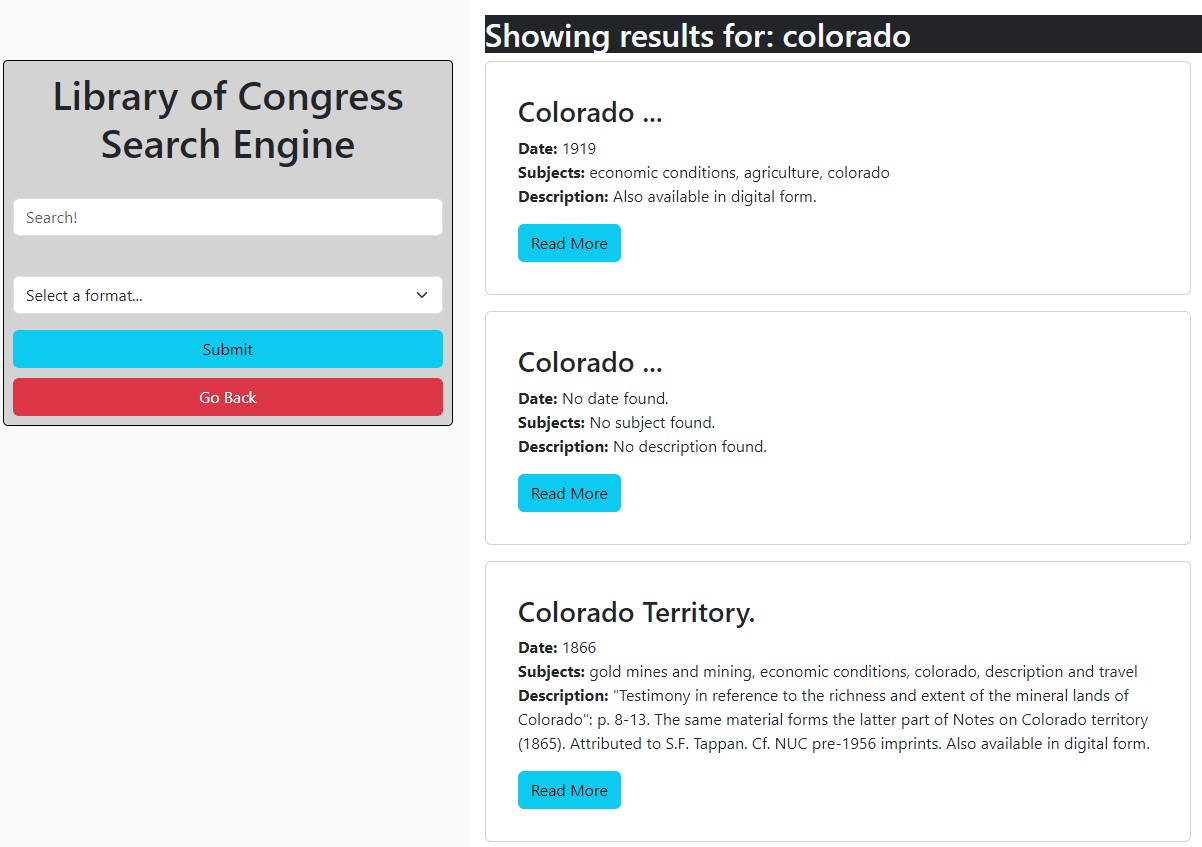 Library of Congress
Search Engine
Search!
Select a format...
Submit
Go Back
Showing results for: colorado
Colorado ...
Date: 1919
Subjects: economic conditions, agriculture, colorado
Description: Also available in digital form.
Read More
Colorado ...
Date: No date found.
Subjects: No subject found.
Description: No description found.
Read More
Colorado Territory.
Date: 1866
Subjects: gold mines and mining, economic conditions, colorado, description and travel
Description: "Testimony in reference to the richness and extent of the mineral lands of
Colorado": p. 8-13. The same material forms the latter part of Notes on Colorado territory
(1865). Attributed to S.F. Tappan. Cf. NUC pre-1956 imprints. Also available in digital form.
Read More